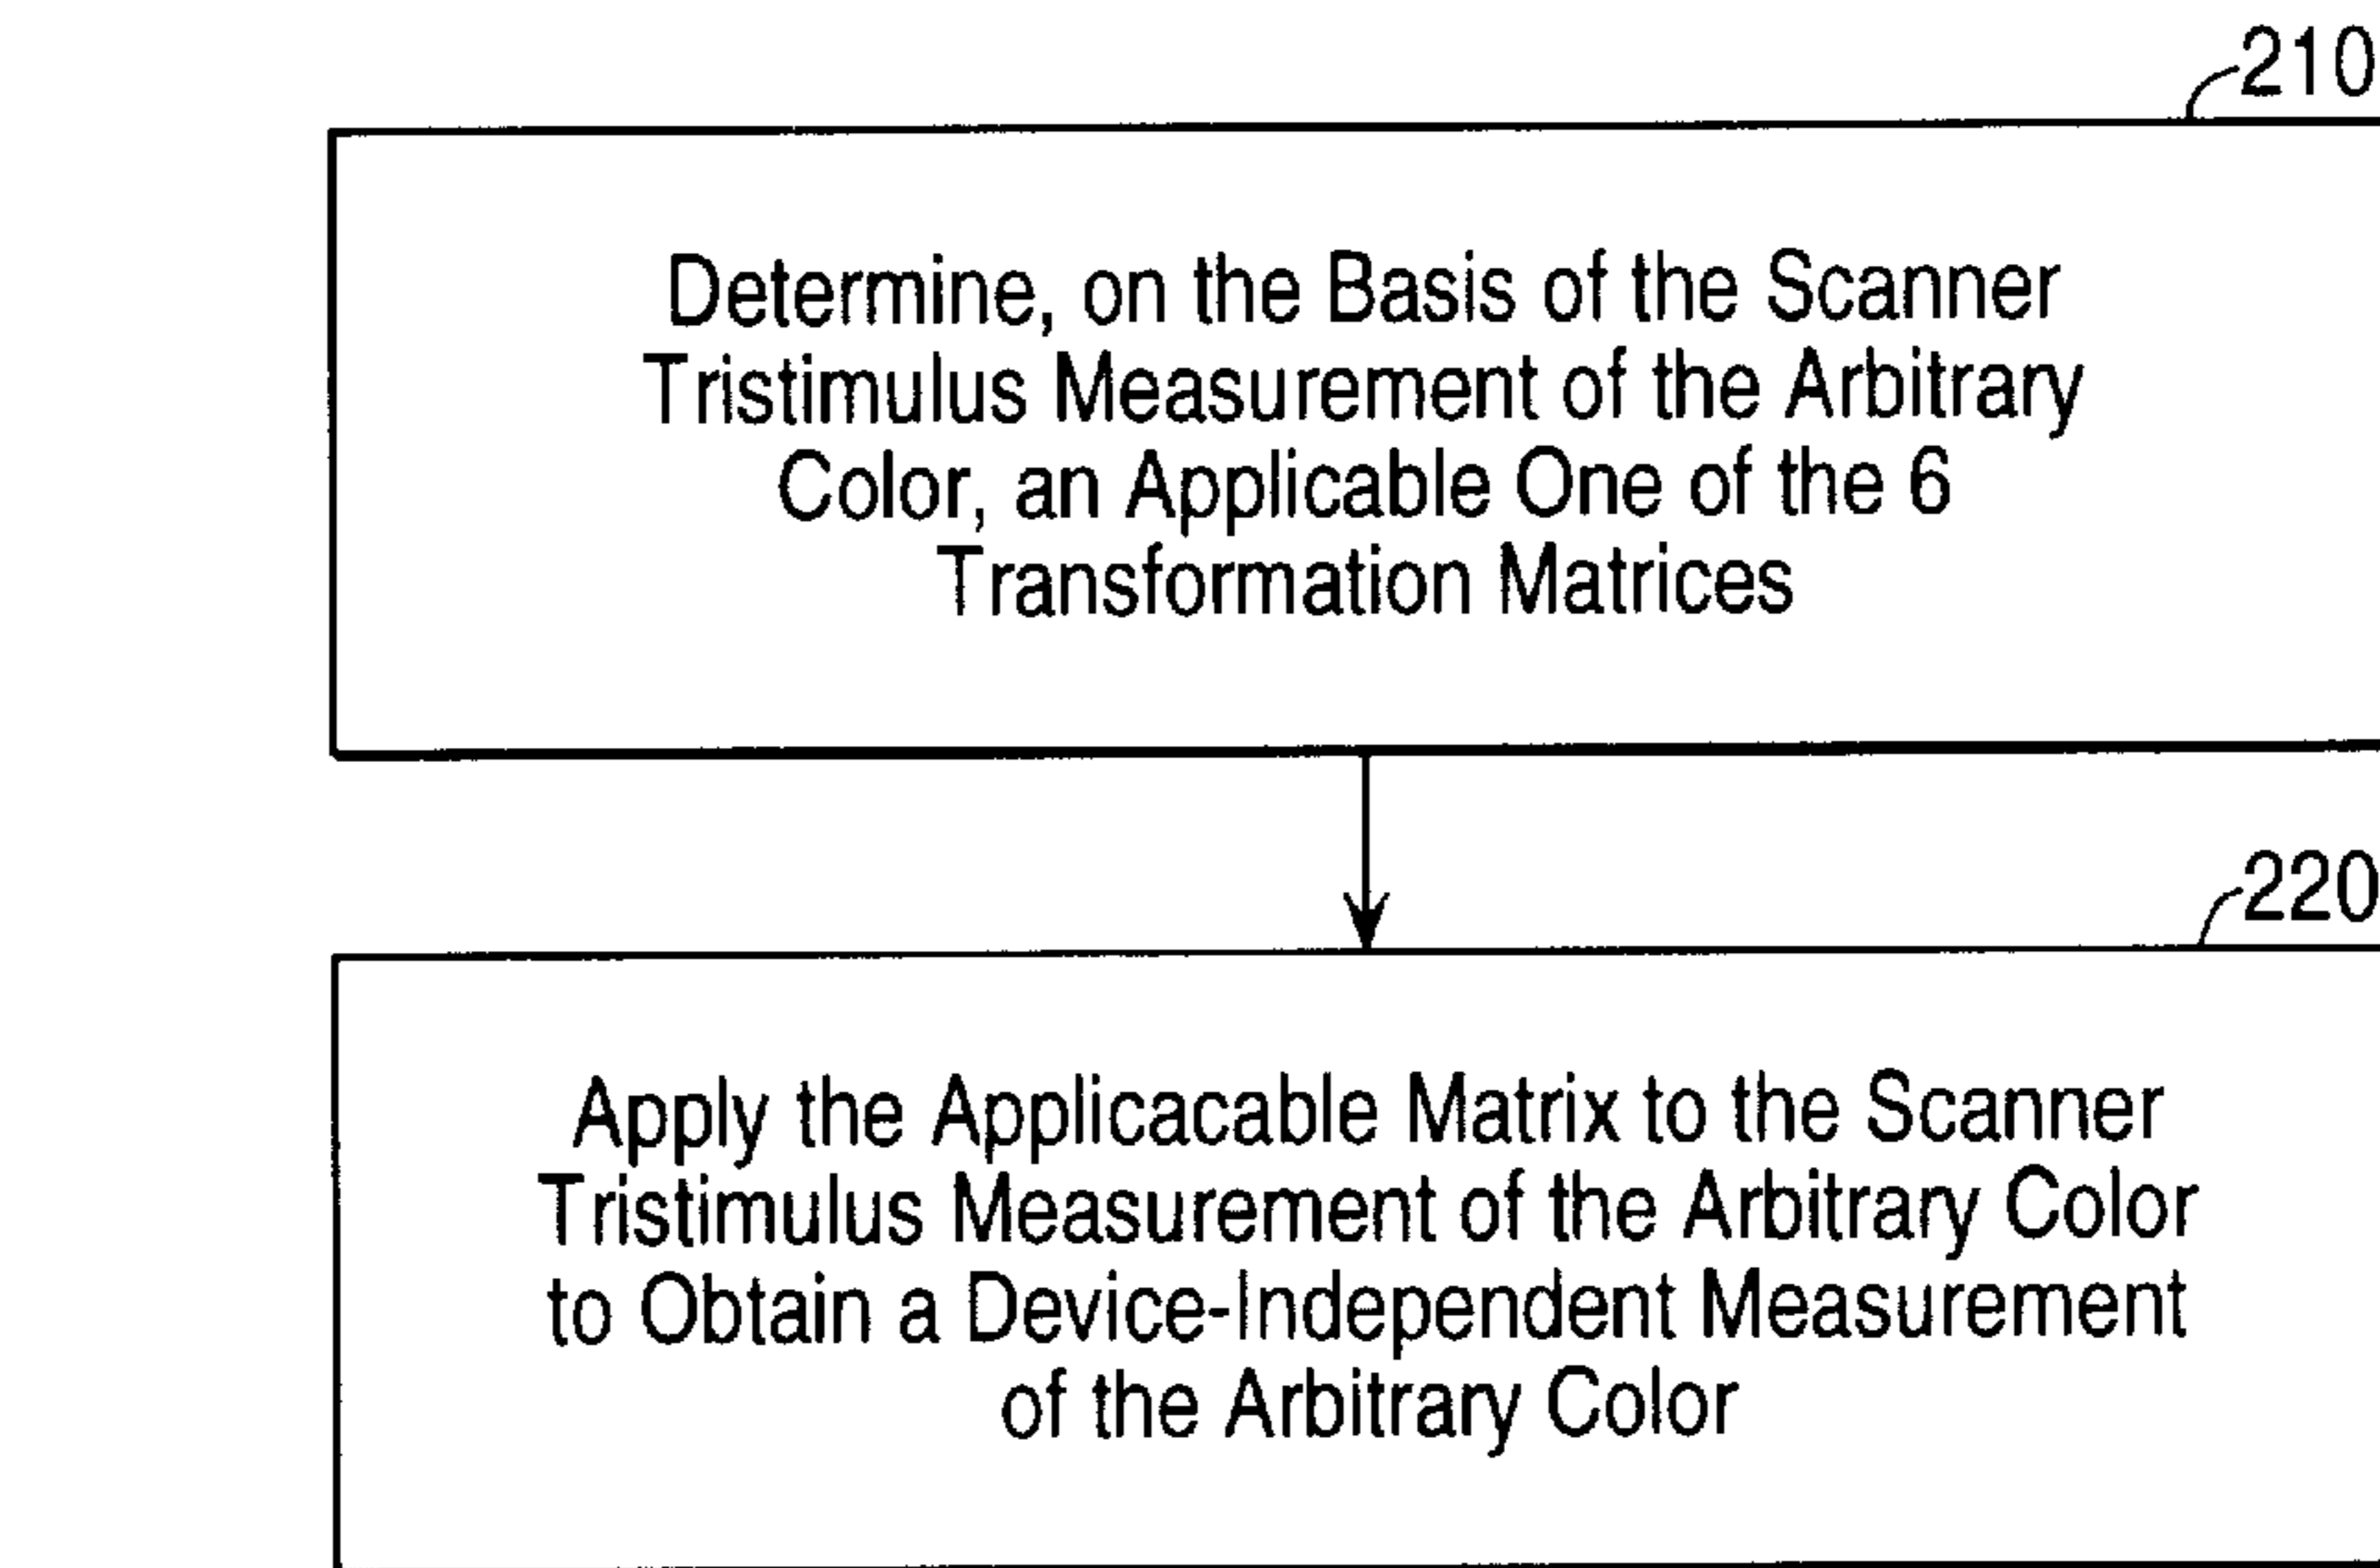 210
Determine, on the Basis of the Scanner
Tristimulus Measurement of the Arbitrary
Color, an Applicable One of the 6
Transformation Matrices
220
Apply the Applicacable Matrix to the Scanner
Tristimulus Measurement of the Arbitrary Color
to Obtain a Device-Independent Measurement
of the Arbitrary Color